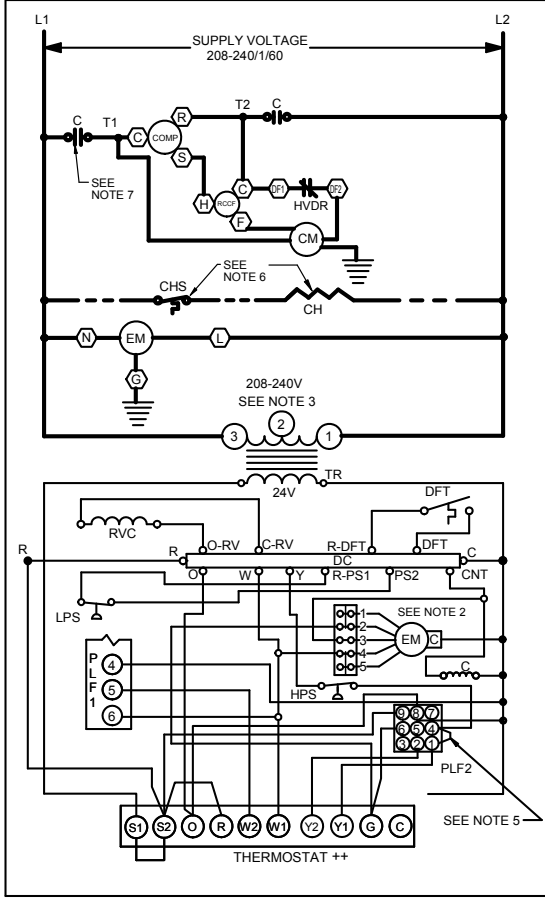 L1 L2
SUPPLY VOLTAGE
208-240/1/60
C T1 C COMP R T2 C
S
SEE
NOTE 7
H RCCF C DF1 HVDR DF2
F
CM
SEE
NOTE 6
CHS
CH
N EM L
G
208-240V
SEE NOTE 3
3 2 1
TR
24V
DFT
RVC
O-RV C-RV R-DFT DFT
R DC C
O W Y R-PS1 PS2 CNT
LPS
SEE NOTE 2
1
2
3
4
5
EM C
C
HPS
PLF1
4
5
6
9 8 7
6 5 4
3 2 1
PLF2
SEE NOTE 5
S1 S2 O R W2 W1 Y2 Y1 G C
THERMOSTAT ++